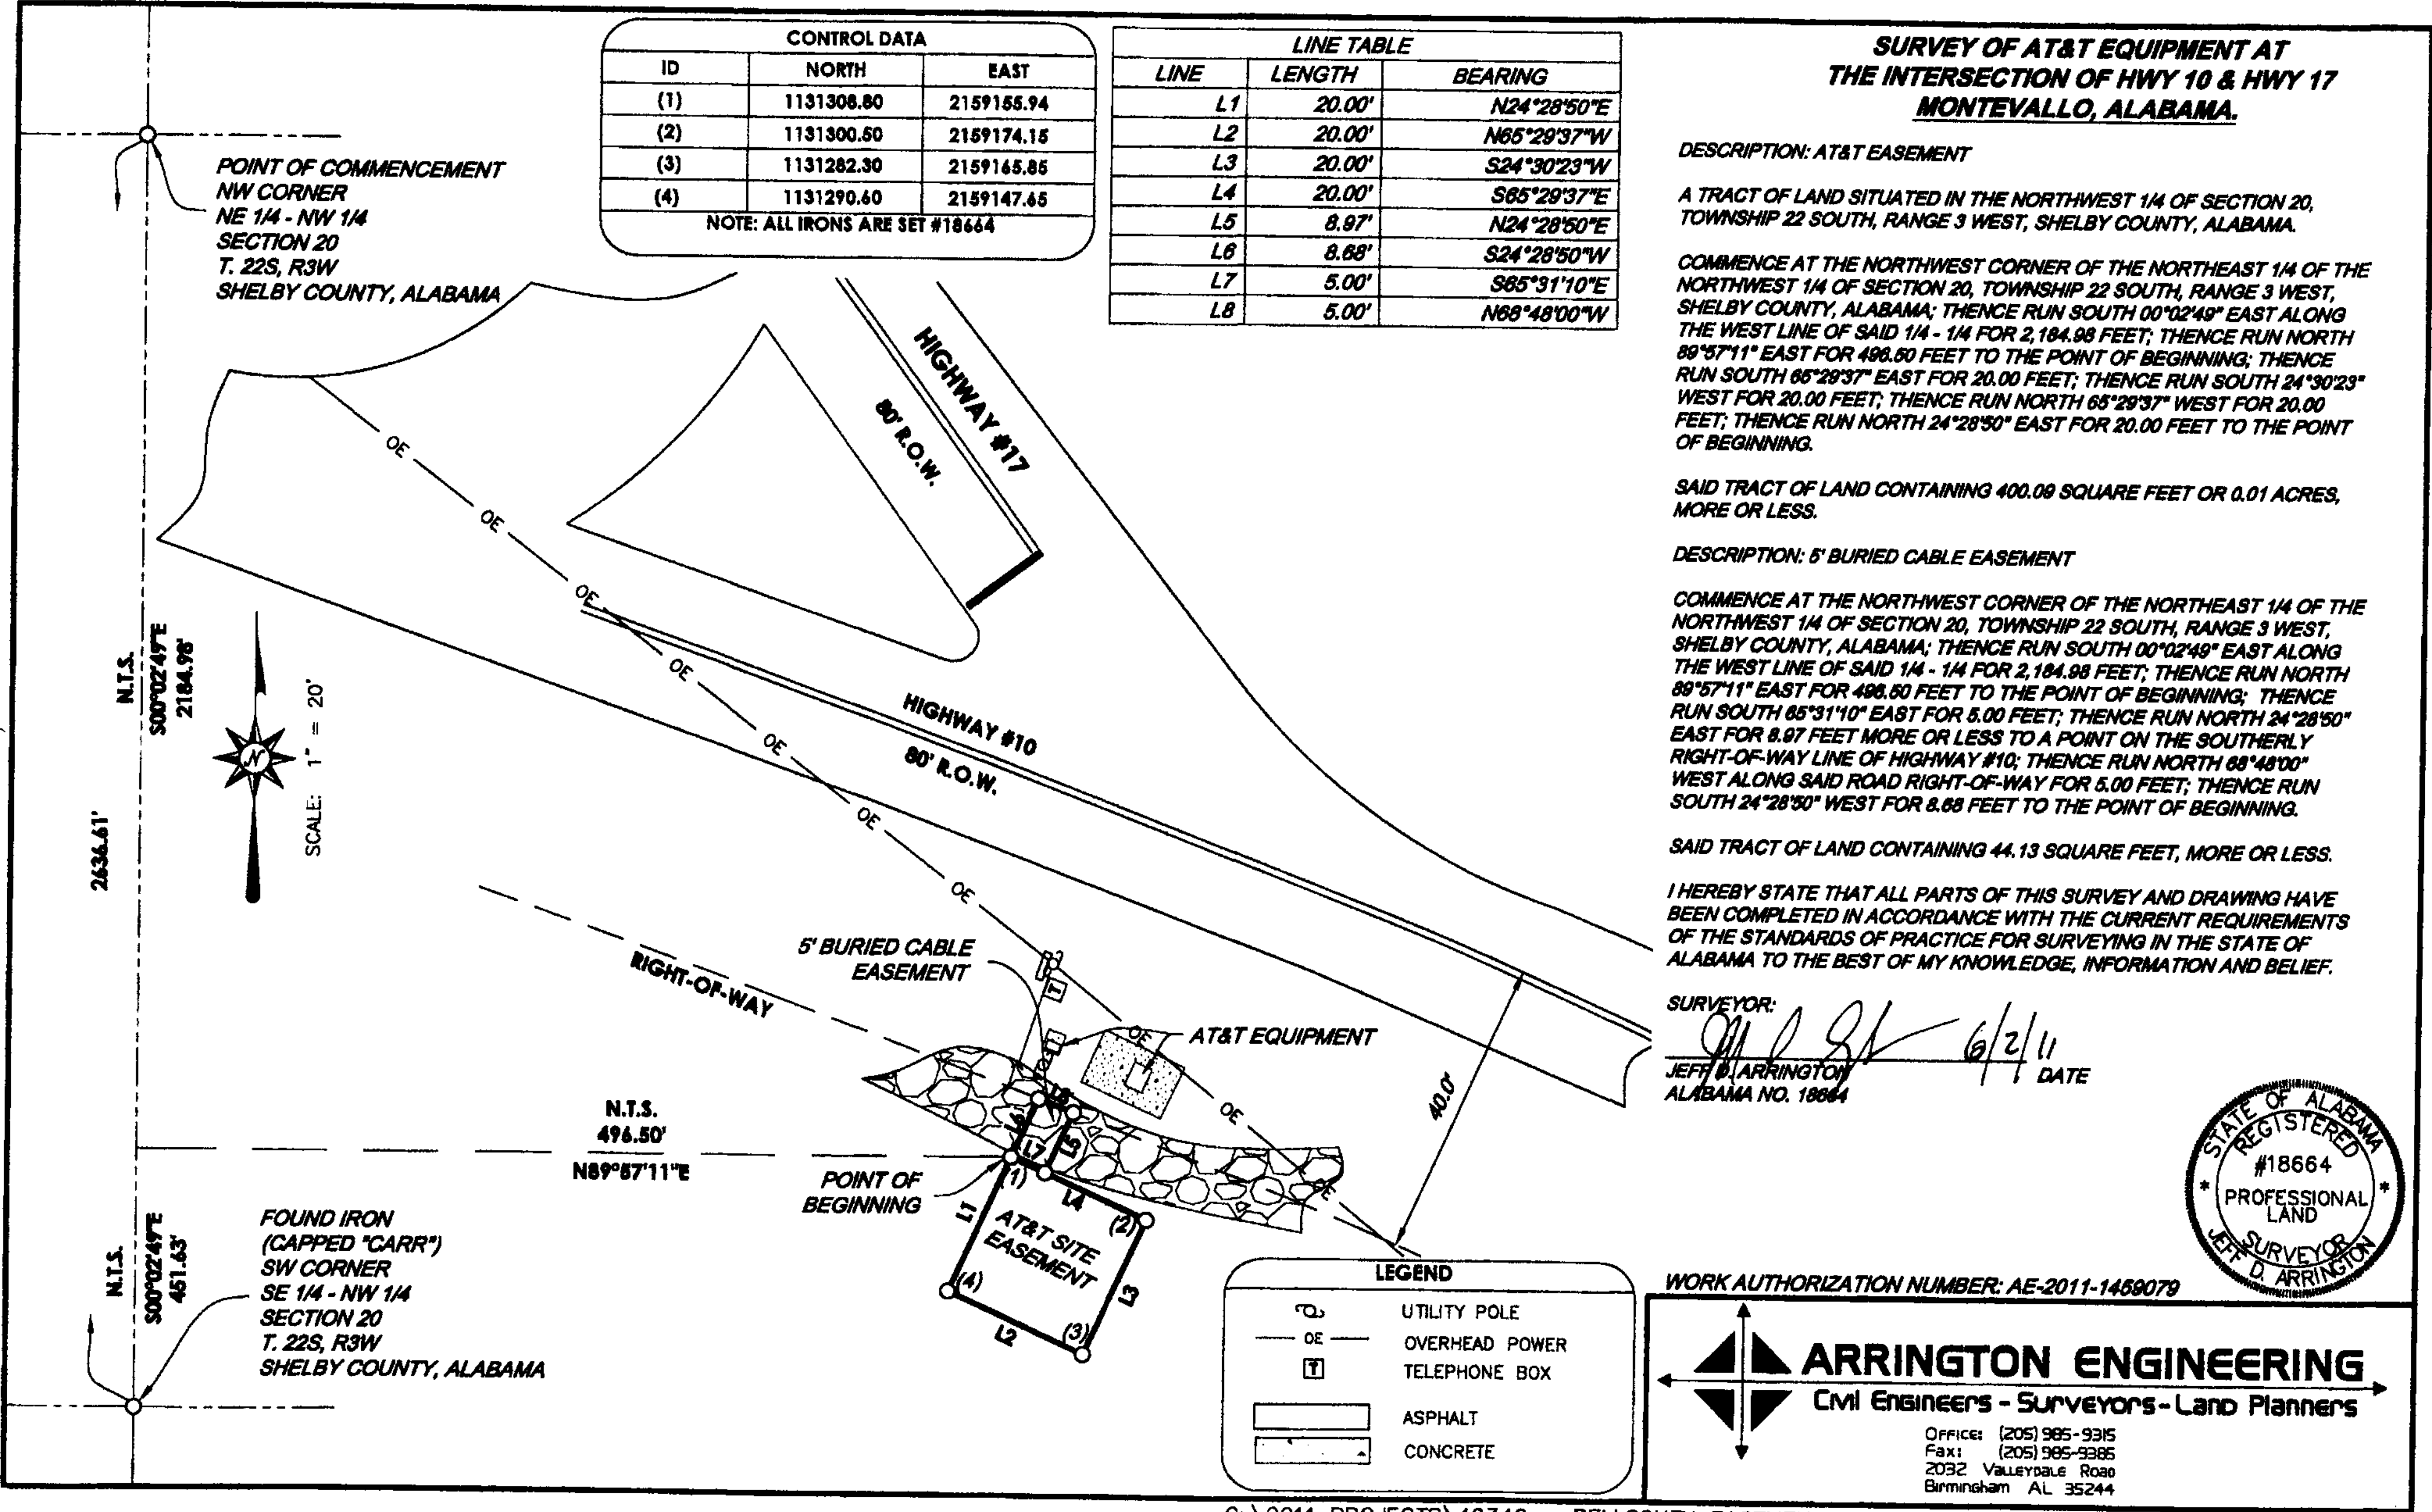 CONTROL DATA
ID NORTH EAST
(1) 1131308.80 2159155.94
(2) 1131300.50 2159174.15
(3) 1131282.30 2159165.85
(4) 1131290.60 2159147.65
NOTE: ALL IRONS ARE SET #18664
LINE TABLE
LINE LENGTH BEARING
L1 20.00' N24°28'50"E
L2 20.00' N65°29'37"W
L3 20.00' S24°30'23"W
L4 20.00' S65°29'37"E
L5 8.97' N24°28'50"E
L6 8.68' S24°28'50"W
L7 5.00' S65°31'10"E
L8 5.00' N68°48'00"W
SURVEY OF AT&T EQUIPMENT AT
THE INTERSECTION OF HWY 10 & HWY 17
MONTEVALLO, ALABAMA.
DESCRIPTION: AT&T EASEMENT
A TRACT OF LAND SITUATED IN THE NORTHWEST 1/4 OF SECTION 20,
TOWNSHIP 22 SOUTH, RANGE 3 WEST, SHELBY COUNTY, ALABAMA.
COMMENCE AT THE NORTHWEST CORNER OF THE NORTHEAST 1/4 OF THE
NORTHWEST 1/4 OF SECTION 20, TOWNSHIP 22 SOUTH, RANGE 3 WEST,
SHELBY COUNTY, ALABAMA; THENCE RUN SOUTH 00°02'49" EAST ALONG
THE WEST LINE OF SAID 1/4 - 1/4 FOR 2,184.98 FEET; THENCE RUN NORTH
89°57'11" EAST FOR 496.50 FEET TO THE POINT OF BEGINNING; THENCE
RUN SOUTH 65°29'37" EAST FOR 20.00 FEET; THENCE RUN SOUTH 24°30'23"
WEST FOR 20.00 FEET; THENCE RUN NORTH 65°29'37" WEST FOR 20.00
FEET; THENCE RUN NORTH 24°28'50" EAST FOR 20.00 FEET TO THE POINT
OF BEGINNING.
SAID TRACT OF LAND CONTAINING 400.09 SQUARE FEET OR 0.01 ACRES,
MORE OR LESS.
DESCRIPTION: 5' BURIED CABLE EASEMENT
COMMENCE AT THE NORTHWEST CORNER OF THE NORTHEAST 1/4 OF THE
NORTHWEST 1/4 OF SECTION 20, TOWNSHIP 22 SOUTH, RANGE 3 WEST,
SHELBY COUNTY, ALABAMA; THENCE RUN SOUTH 00°02'49" EAST ALONG
THE WEST LINE OF SAID 1/4 - 1/4 FOR 2,184.98 FEET; THENCE RUN NORTH
89°57'11" EAST FOR 496.50 FEET TO THE POINT OF BEGINNING; THENCE
RUN SOUTH 65°31'10" EAST FOR 5.00 FEET; THENCE RUN NORTH 24°28'50"
EAST FOR 8.97 FEET MORE OR LESS TO A POINT ON THE SOUTHERLY
RIGHT-OF-WAY LINE OF HIGHWAY #10; THENCE RUN NORTH 68°48'00"
WEST ALONG SAID ROAD RIGHT-OF-WAY FOR 5.00 FEET; THENCE RUN
SOUTH 24°28'50" WEST FOR 8.68 FEET TO THE POINT OF BEGINNING.
SAID TRACT OF LAND CONTAINING 44.13 SQUARE FEET, MORE OR LESS.
I HEREBY STATE THAT ALL PARTS OF THIS SURVEY AND DRAWING HAVE
BEEN COMPLETED IN ACCORDANCE WITH THE CURRENT REQUIREMENTS
OF THE STANDARDS OF PRACTICE FOR SURVEYING IN THE STATE OF
ALABAMA TO THE BEST OF MY KNOWLEDGE, INFORMATION AND BELIEF.
SURVEYOR:
6/2/11
JEFF D. ARRINGTON DATE
ALABAMA NO. 18664
STATE OF ALABAMA
REGISTERED
#18664
PROFESSIONAL
LAND
SURVEYOR
JEFF D. ARRINGTON
WORK AUTHORIZATION NUMBER: AE-2011-1459079
ARRINGTON ENGINEERING
Civil Engineers - Surveyors - Land Planners
Office: (205) 985-9315
Fax: (205) 985-9385
2032 Valleydale Road
Birmingham AL 35244
POINT OF COMMENCEMENT
NW CORNER
NE 1/4 - NW 1/4
SECTION 20
T. 22S, R3W
SHELBY COUNTY, ALABAMA
HIGHWAY #17
80' R.O.W.
OE
OE
OE
OE
OE
OE
OE
OE
OE
OE
HIGHWAY #10
80' R.O.W.
N.T.S.
S00°02'49"E
2184.98'
2636.61'
N
SCALE: 1" = 20'
RIGHT-OF-WAY
5' BURIED CABLE
EASEMENT
T
AT&T EQUIPMENT
40.0'
N.T.S.
496.50'
N89°57'11"E
POINT OF
BEGINNING
L8
L6
L5
L7
(1)
L4
(2)
L1
AT&T SITE
EASEMENT
(4)
L3
L2
(3)
N.T.S.
S00°02'49"E
451.63'
FOUND IRON
(CAPPED "CARR")
SW CORNER
SE 1/4 - NW 1/4
SECTION 20
T. 22S, R3W
SHELBY COUNTY, ALABAMA
LEGEND
UTILITY POLE
OE OVERHEAD POWER
T TELEPHONE BOX
ASPHALT
CONCRETE